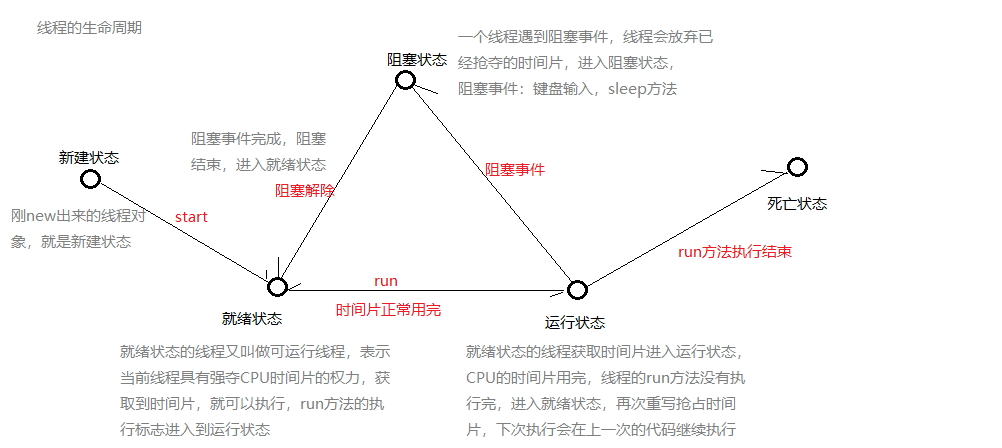 线程的生命周期
一个线程遇到阻塞事件，线程会放弃已
经抢夺的时间片，进入阻塞状态，
阻塞事件：键盘输入，sleep方法
阻塞状态
阻塞事件完成，阻塞
结束，进入就绪状态
阻塞解除
阻塞事件
新建状态
刚new出来的线程对
象，就是新建状态
start
死亡状态
run方法执行结束
run
时间片正常用完
就绪状态
运行状态
就绪状态的线程又叫做可运行线程，表示
当前线程具有强夺CPU时间片的权力，获
取到时间片，就可以执行，run方法的执
行标志进入到运行状态
就绪状态的线程获取时间片进入运行状态，
CPU的时间片用完，线程的run方法没有执
行完，进入就绪状态，再次重写抢占时间
片，下次执行会在上一次的代码继续执行